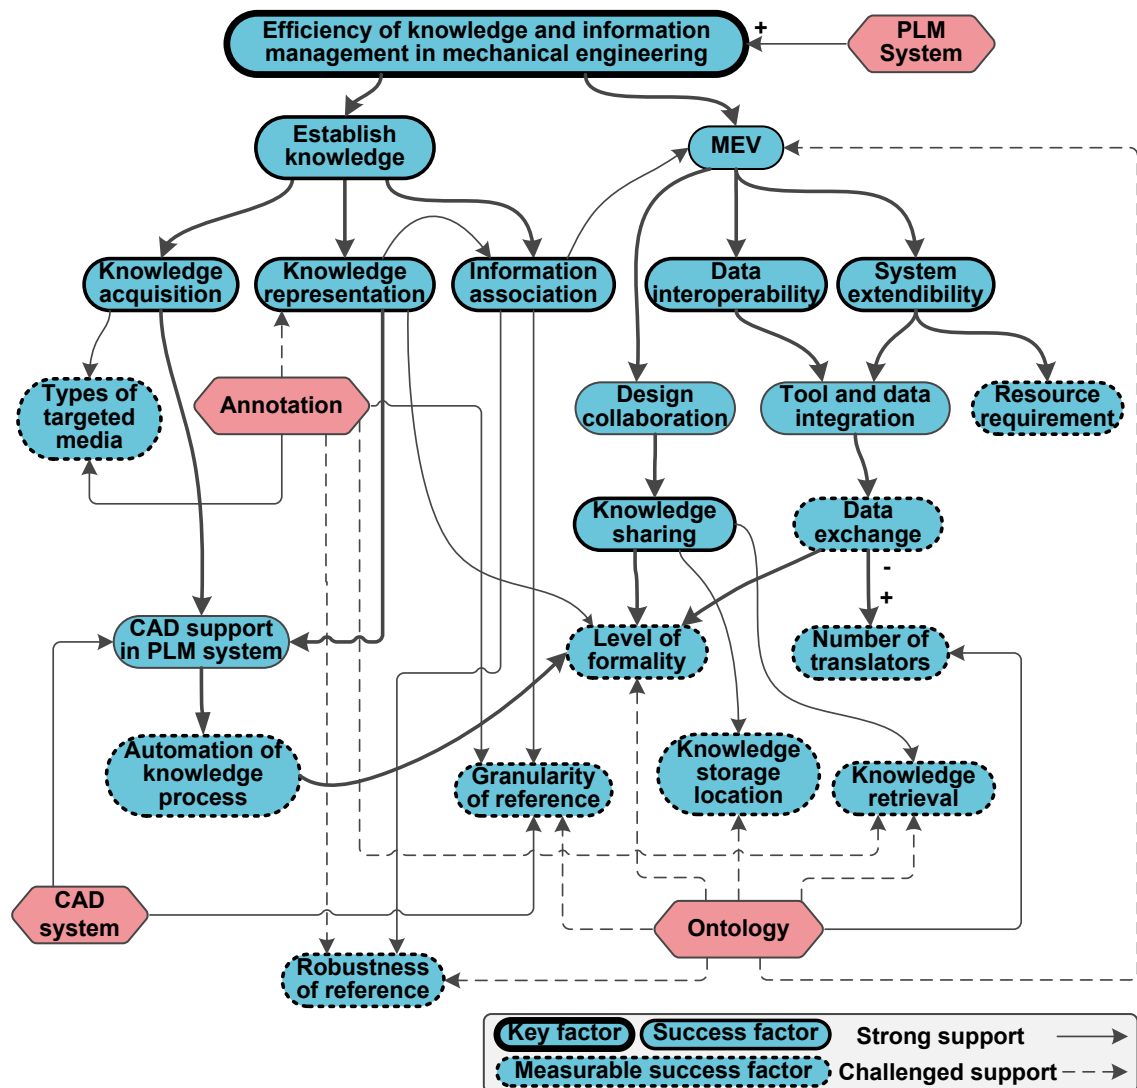 Efficiency of knowledge and information
management in mechanical engineering
+
PLM
System
Establish
knowledge
MEV
Knowledge
acquisition
Knowledge
representation
Information
association
Data
interoperability
System
extendibility
Types of
targeted
media
Annotation
Design
collaboration
Tool and data
integration
Resource
requirement
Knowledge
sharing
Data
exchange
-
+
CAD support
in PLM system
Level of
formality
Number of
translators
Automation of
knowledge
process
Granularity
of reference
Knowledge
storage
location
Knowledge
retrieval
CAD
system
Ontology
Robustness
of reference
Key factor
Success factor
Strong support
Measurable success factor
Challenged support